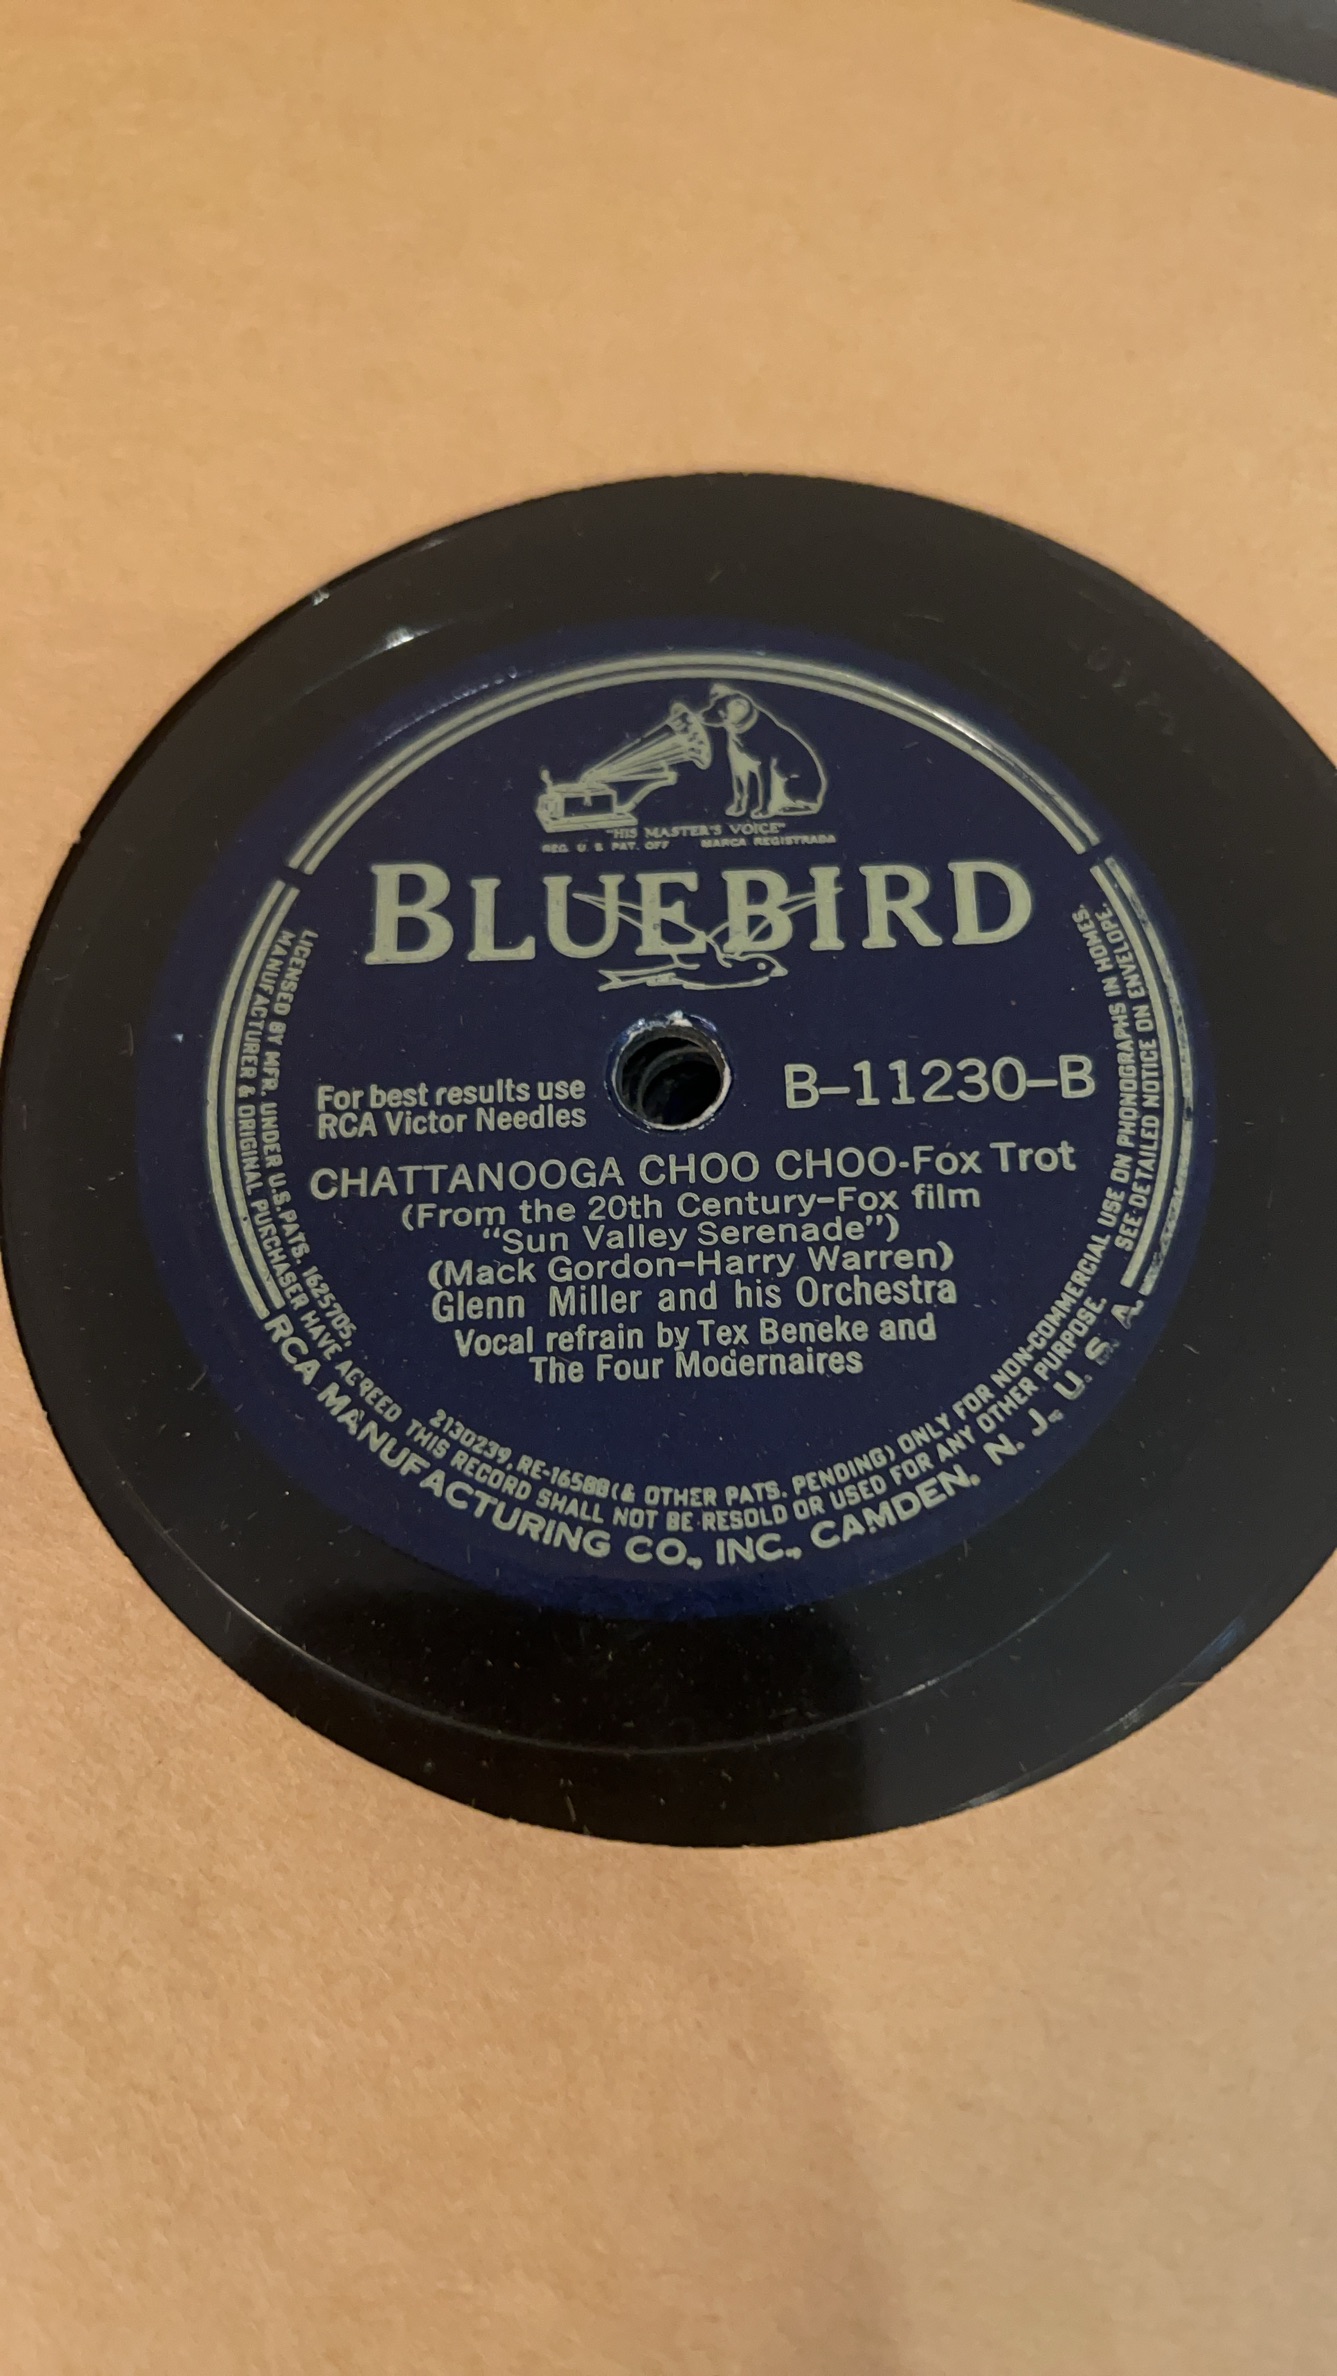 "HIS MASTER'S VOICE"
REG. U. S. PAT. OFF MARCA REGISTRADA
BLUEBIRD
For best results use
RCA Victor Needles
B–11230–B
CHATTANOOGA CHOO CHOO-Fox Trot
(From the 20th Century–Fox film
“Sun Valley Serenade”)
(Mack Gordon–Harry Warren)
Glenn Miller and his Orchestra
Vocal refrain by Tex Beneke and
The Four Modernaires
LICENSED BY MFR. UNDER U.S. PATS. 1625705, 2130239, RE-16588 (& OTHER PATS. PENDING) ONLY FOR NON-COMMERCIAL USE ON PHONOGRAPHS IN HOMES.
MANUFACTURER & ORIGINAL PURCHASER HAVE AGREED THIS RECORD SHALL NOT BE RESOLD OR USED FOR ANY OTHER PURPOSE. SEE DETAILED NOTICE ON ENVELOPE.
RCA MANUFACTURING CO., INC., CAMDEN, N. J., U. S. A.